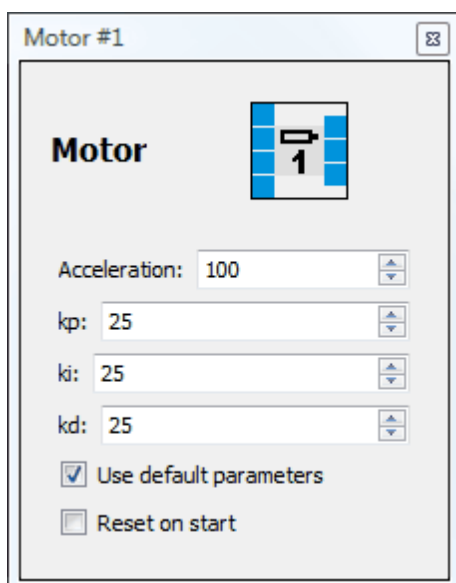 Motor #1
Motor
1
Acceleration: 100
kp: 25
ki: 25
kd: 25
Use default parameters
Reset on start